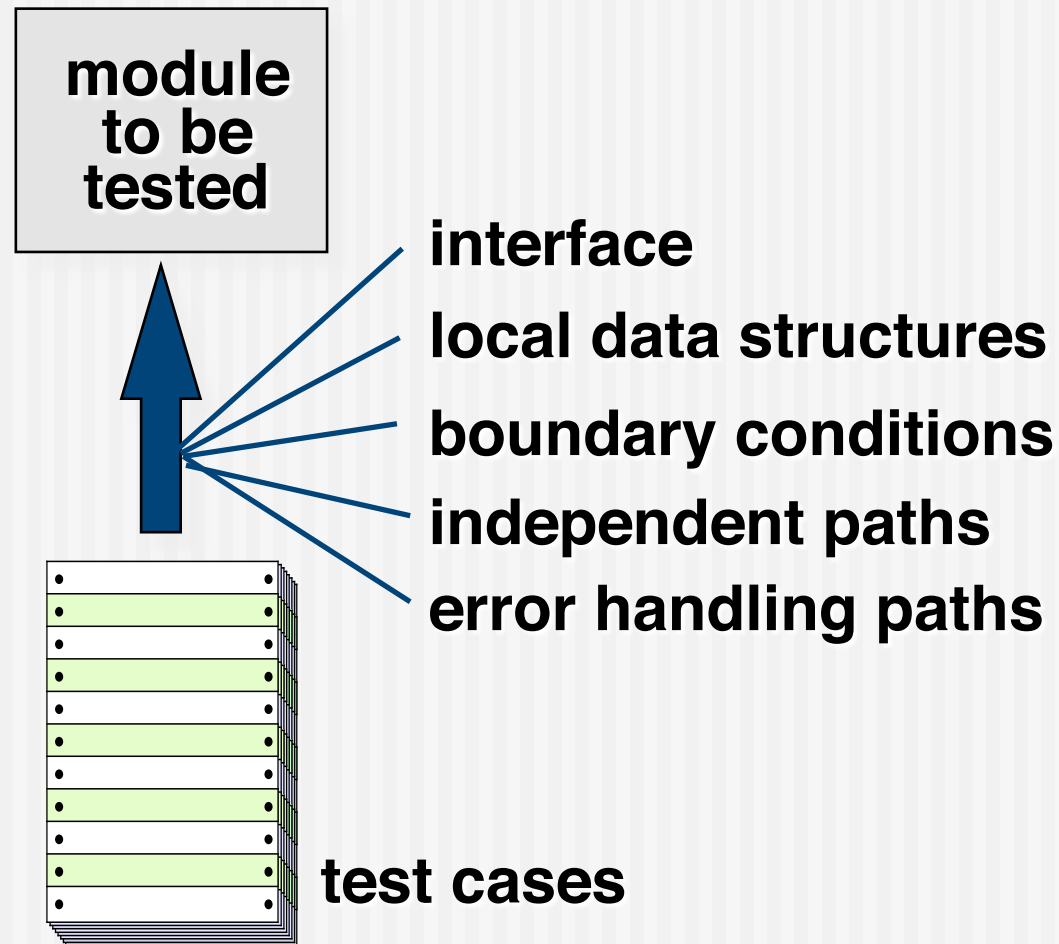 module
to be
tested
interface
local data structures
boundary conditions
independent paths
error handling paths
test cases